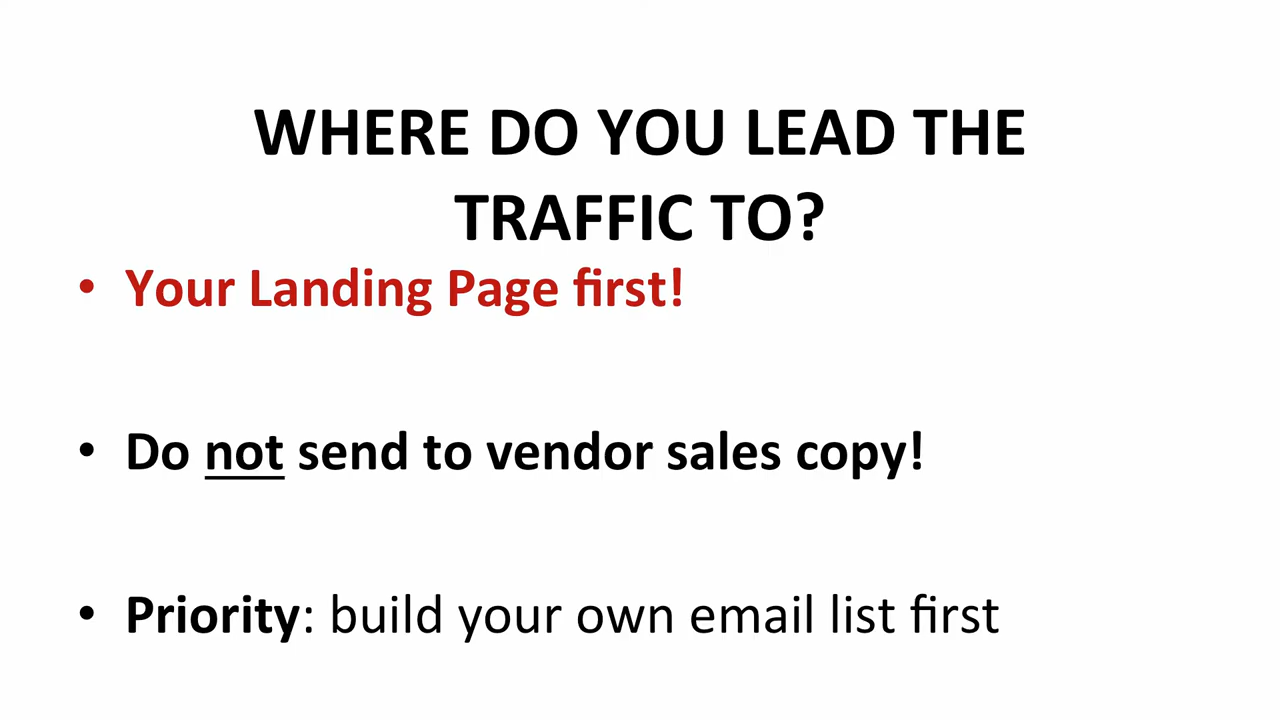 WHERE DO YOU LEAD THE
TRAFFIC TO?
• Your Landing Page first!
• Do not send to vendor sales copy!
• Priority: build your own email list first